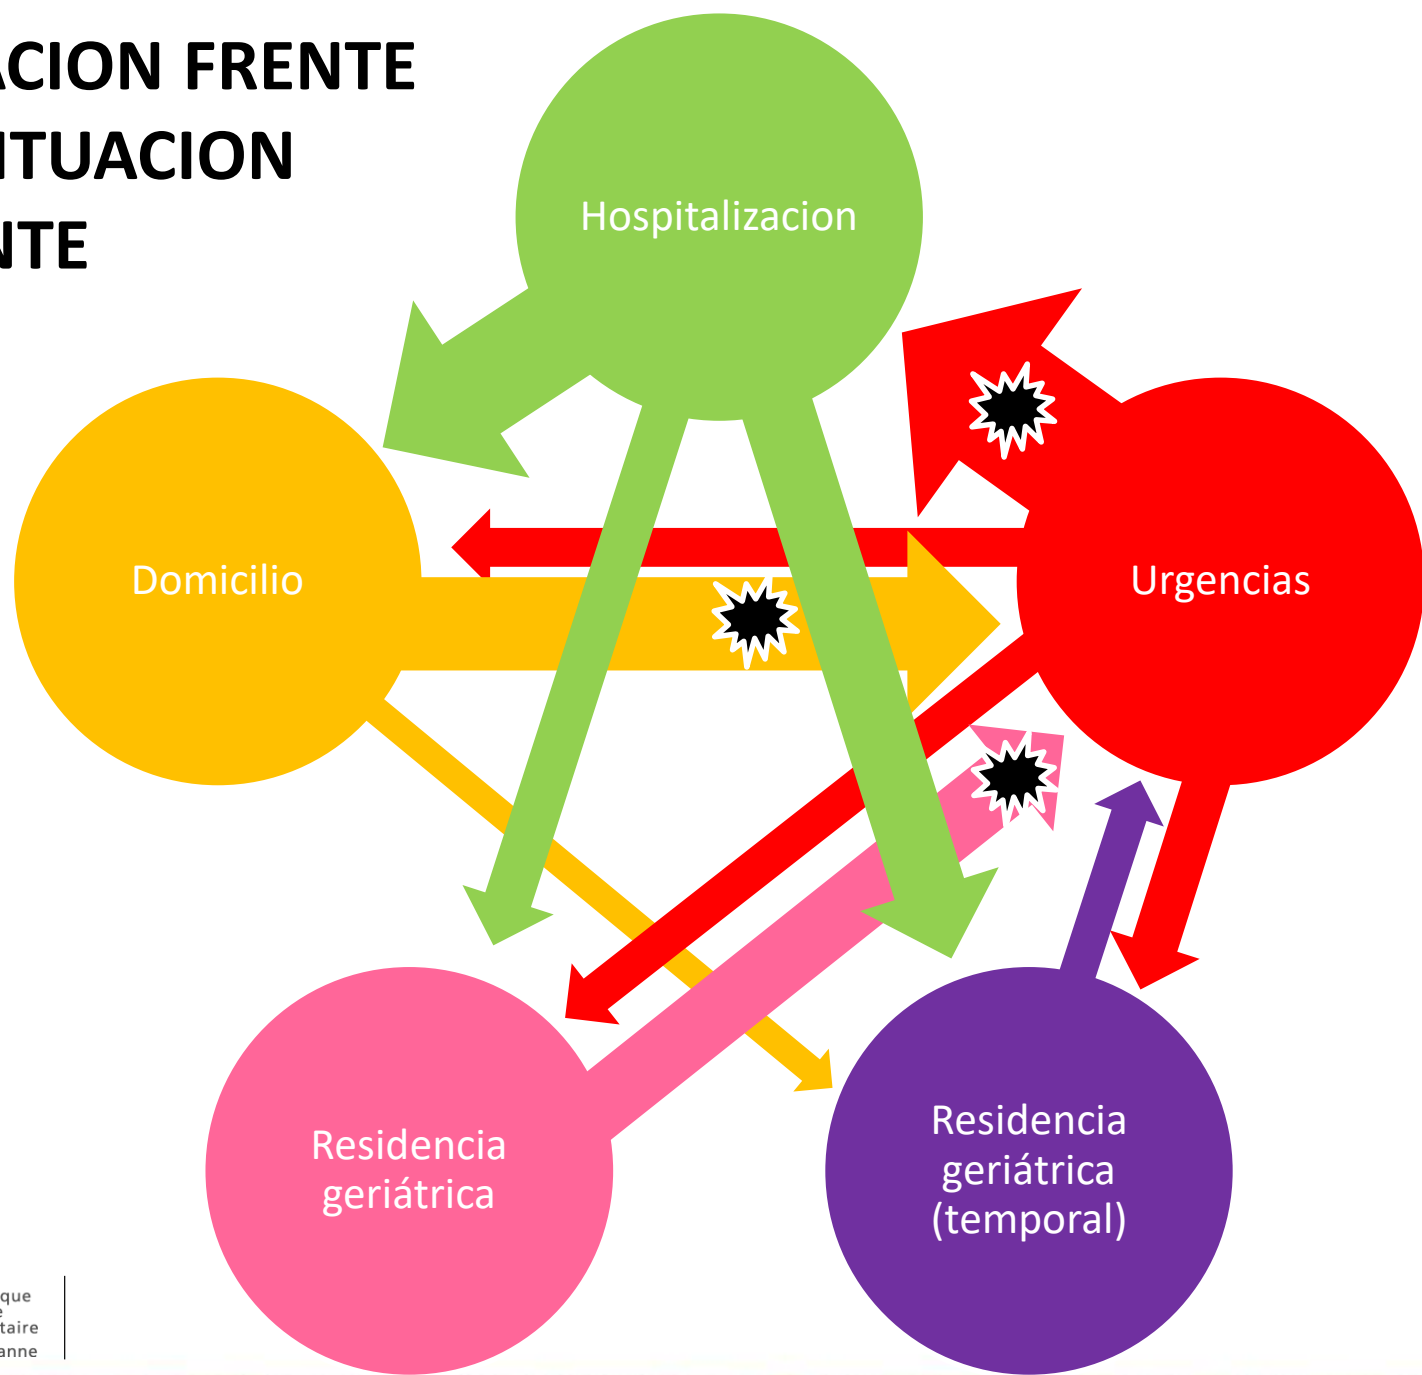 ACION FRENTE
ITUACION
NTE
Hospitalizacion
Domicilio
Urgencias
Residencia
geriátrica
Residencia
geriátrica
(temporal)
que
e
taire
anne